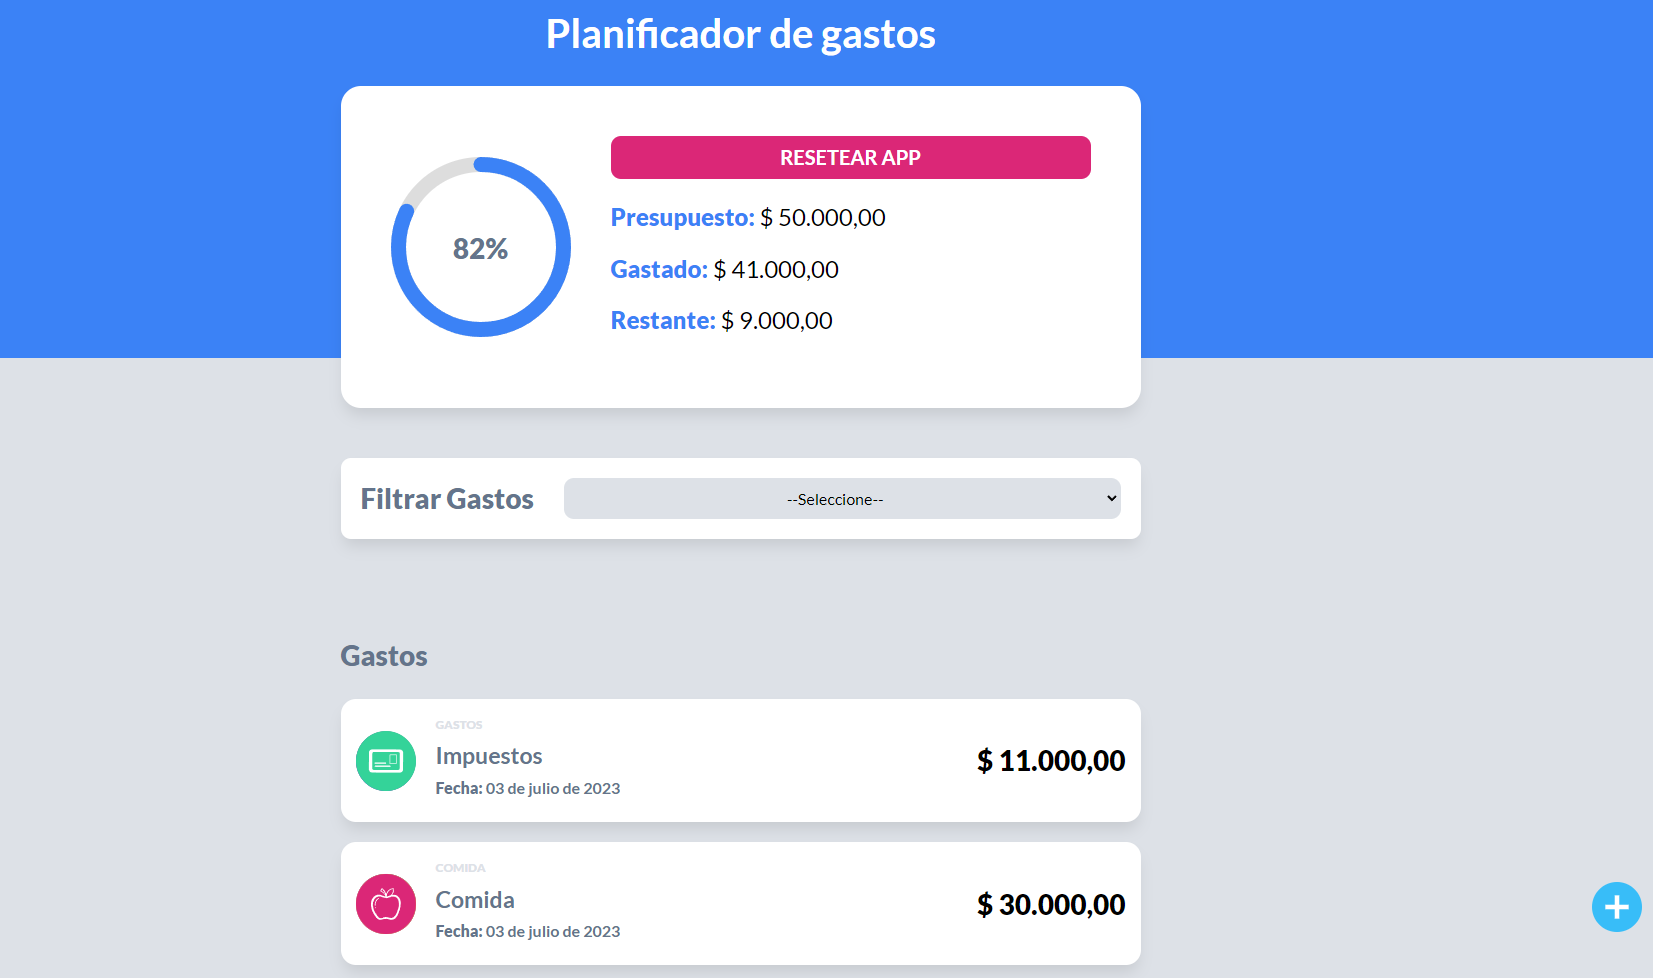 Planificador de gastos
RESETEAR APP
82%
Presupuesto: $ 50.000,00
Gastado: $ 41.000,00
Restante: $ 9.000,00
Filtrar Gastos
--Seleccione--
Gastos
GASTOS
Impuestos
Fecha: 03 de julio de 2023
$ 11.000,00
COMIDA
Comida
Fecha: 03 de julio de 2023
$ 30.000,00